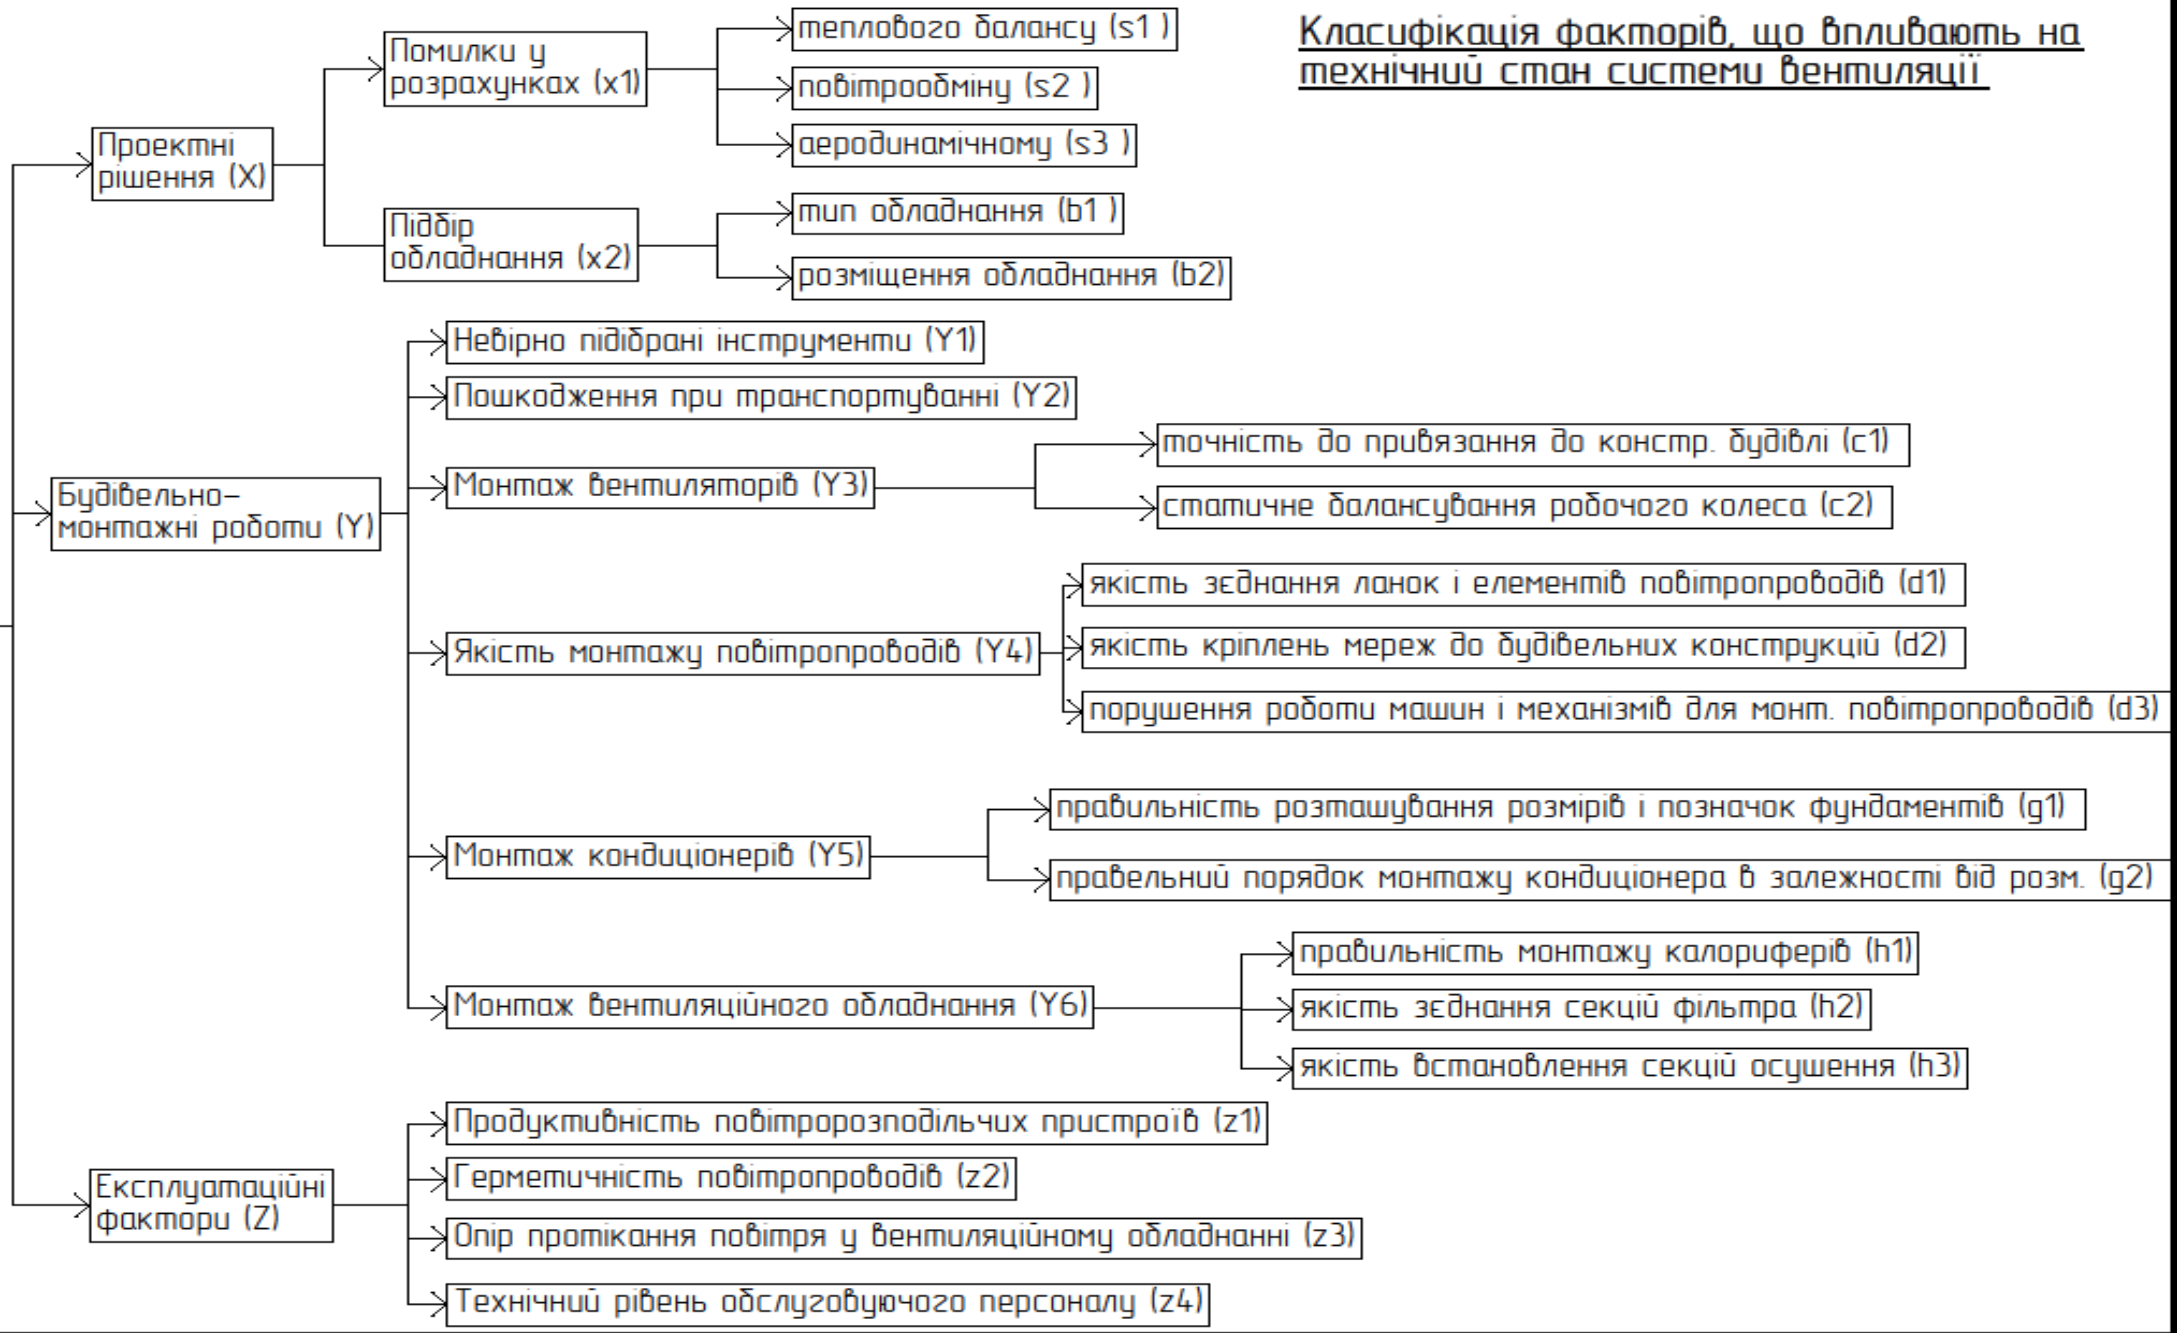 Класифікація факторів, що впливають на
технічний стан системи вентиляції
Проектні
рішення (X)
Помилки у
розрахунках (x1)
теплового балансу (s1 )
повітрообміну (s2 )
аеродинамічному (s3 )
Підбір
обладнання (x2)
тип обладнання (b1 )
розміщення обладнання (b2)
Будівельно-
монтажні роботи (Y)
Невірно підібрані інструменти (Y1)
Пошкодження при транспортуванні (Y2)
Монтаж вентиляторів (Y3)
точність до привязання до констр. будівлі (c1)
статичне балансування робочого колеса (c2)
Якість монтажу повітропроводів (Y4)
якість зєднання ланок і елементів повітропроводів (d1)
якість кріплень мереж до будівельних конструкцій (d2)
порушення роботи машин і механізмів для монт. повітропроводів (d3)
Монтаж кондиціонерів (Y5)
правильність розташування розмірів і позначок фундаментів (g1)
правельний порядок монтажу кондиціонера в залежності від розм. (g2)
Монтаж вентиляційного обладнання (Y6)
правильність монтажу калориферів (h1)
якість зєднання секцій фільтра (h2)
якість встановлення секцій осушення (h3)
Експлуатаційні
фактори (Z)
Продуктивність повітророзподільчих пристроїв (z1)
Герметичність повітропроводів (z2)
Опір протікання повітря у вентиляційному обладнанні (z3)
Технічний рівень обслуговуючого персоналу (z4)